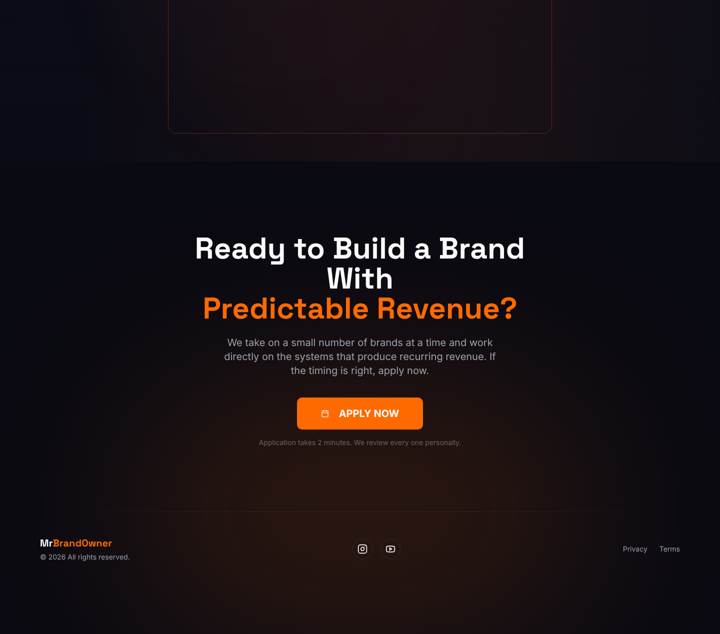 Ready to Build a Brand
With
Predictable Revenue?
We take on a small number of brands at a time and work
directly on the systems that produce recurring revenue. If
the timing is right, apply now.
APPLY NOW
Application takes 2 minutes. We review every one personally.
MrBrandOwner
© 2026 All rights reserved.
Privacy Terms